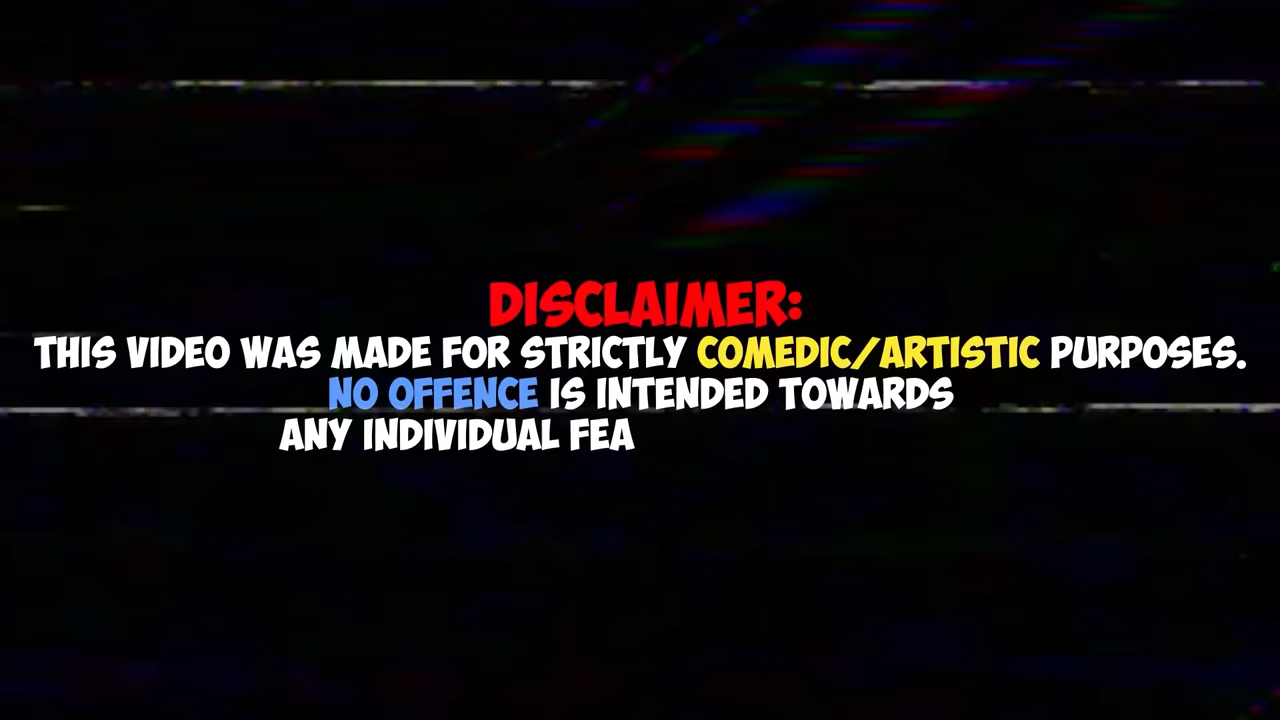 DISCLAIMER:
THIS VIDEO WAS MADE FOR STRICTLY COMEDIC/ARTISTIC PURPOSES.
NO OFFENCE IS INTENDED TOWARDS
ANY INDIVIDUAL FEA